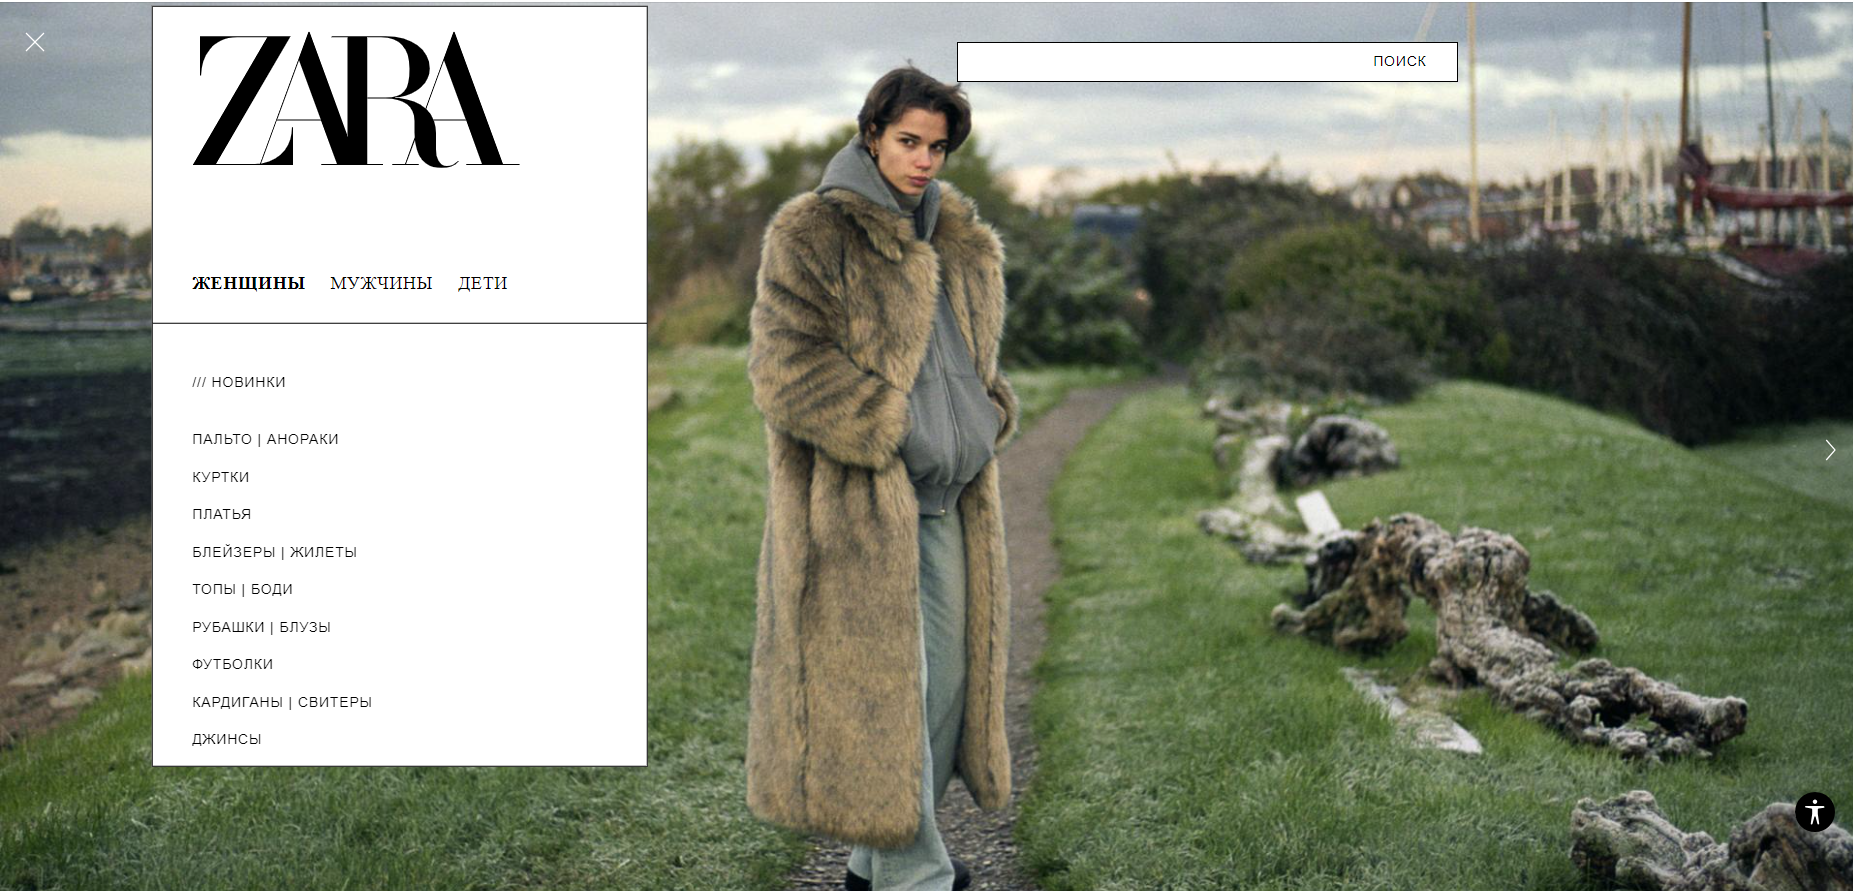 ZARA
ПОИСК
ЖЕНЩИНЫ МУЖЧИНЫ ДЕТИ
/// НОВИНКИ
ПАЛЬТО | АНОРАКИ
КУРТКИ
ПЛАТЬЯ
БЛЕЙЗЕРЫ | ЖИЛЕТЫ
ТОПЫ | БОДИ
РУБАШКИ | БЛУЗЫ
ФУТБОЛКИ
КАРДИГАНЫ | СВИТЕРЫ
ДЖИНСЫ